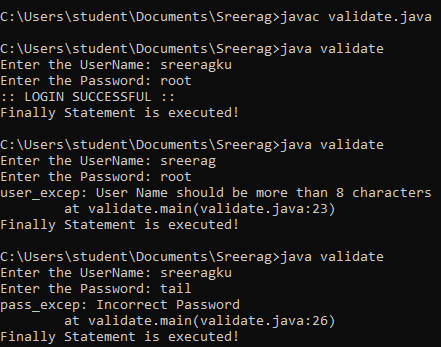 C:\Users\student\Documents\Sreerag>javac validate.java
C:\Users\student\Documents\Sreerag>java validate
Enter the UserName: sreeragku
Enter the Password: root
:: LOGIN SUCCESSFUL ::
Finally Statement is executed!
C:\Users\student\Documents\Sreerag>java validate
Enter the UserName: sreerag
Enter the Password: root
user_excep: User Name should be more than 8 characters
        at validate.main(validate.java:23)
Finally Statement is executed!
C:\Users\student\Documents\Sreerag>java validate
Enter the UserName: sreeragku
Enter the Password: tail
pass_excep: Incorrect Password
        at validate.main(validate.java:26)
Finally Statement is executed!